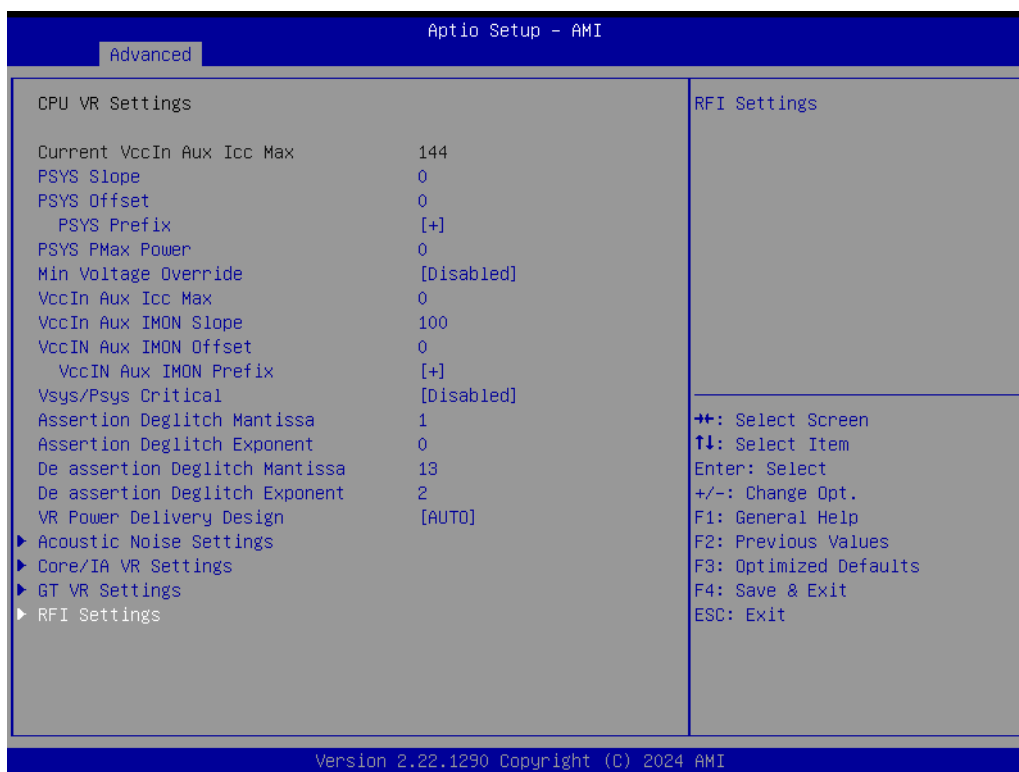 Aptio Setup - AMI
Advanced
CPU VR Settings
Current VccIn Aux Icc Max 144
PSYS Slope 0
PSYS Offset 0
PSYS Prefix [+]
PSYS PMax Power 0
Min Voltage Override [Disabled]
VccIn Aux Icc Max 0
VccIn Aux IMON Slope 100
VccIN Aux IMON Offset 0
VccIN Aux IMON Prefix [+]
Vsys/Psys Critical [Disabled]
Assertion Deglitch Mantissa 1
Assertion Deglitch Exponent 0
De assertion Deglitch Mantissa 13
De assertion Deglitch Exponent 2
VR Power Delivery Design [AUTO]
Acoustic Noise Settings
Core/IA VR Settings
GT VR Settings
RFI Settings
RFI Settings
→←: Select Screen
↑↓: Select Item
Enter: Select
+/-: Change Opt.
F1: General Help
F2: Previous Values
F3: Optimized Defaults
F4: Save & Exit
ESC: Exit
Version 2.22.1290 Copyright (C) 2024 AMI